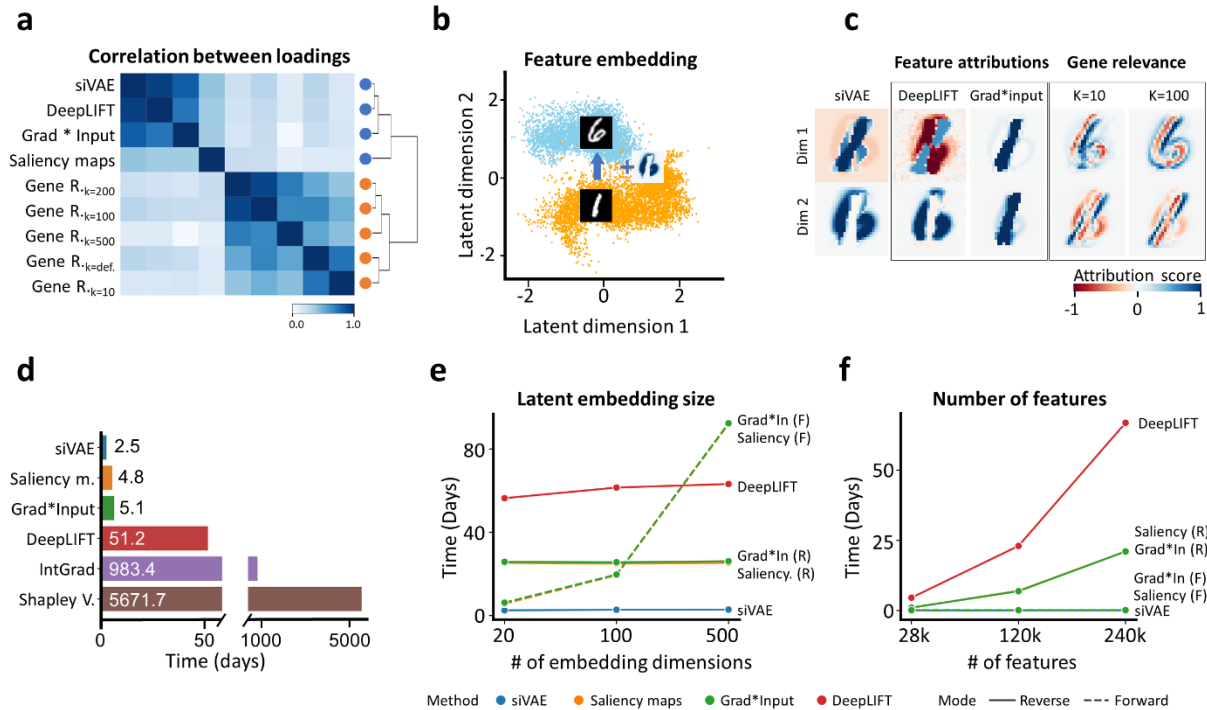 a
Correlation between loadings
siVAE
DeepLIFT
Grad * Input
Saliency maps
Gene R.k=200
Gene R.k=100
Gene R.k=500
Gene R.k=def.
Gene R.k=10
0.0 1.0
b
Feature embedding
Latent dimension 2
2
0
-2
6
+ 6
1
-2 0 2
Latent dimension 1
c
Feature attributions Gene relevance
siVAE DeepLIFT Grad*input K=10 K=100
Dim 1
Dim 2
Attribution score
-1 0 1
d
siVAE 2.5
Saliency m. 4.8
Grad*Input 5.1
DeepLIFT 51.2
IntGrad 983.4
Shapley V. 5671.7
0 50 1000 5000
Time (days)
e
Latent embedding size
Time (Days)
80
60
40
20
0
Grad*In (F)
Saliency (F)
DeepLIFT
Grad*In (R)
Saliency. (R)
siVAE
20 100 500
# of embedding dimensions
f
Number of features
Time (Days)
50
25
0
DeepLIFT
Saliency (R)
Grad*In (R)
Grad*In (F)
Saliency (F)
siVAE
28k 120k 240k
# of features
Method siVAE Saliency maps Grad*Input DeepLIFT Mode Reverse Forward